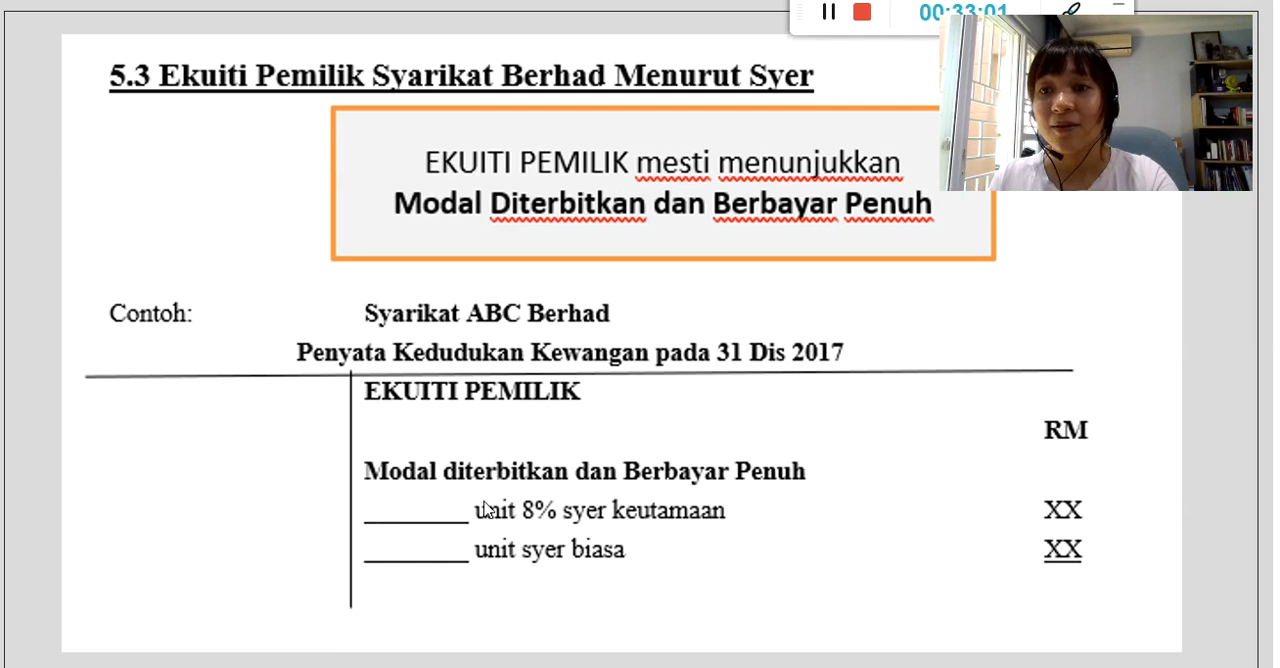 00:33:01
5.3 Ekuiti Pemilik Syarikat Berhad Menurut Syer
EKUITI PEMILIK mesti menunjukkan
Modal Diterbitkan dan Berbayar Penuh
Contoh: Syarikat ABC Berhad
Penyata Kedudukan Kewangan pada 31 Dis 2017
EKUITI PEMILIK
RM
Modal diterbitkan dan Berbayar Penuh
_________ unit 8% syer keutamaan XX
_________ unit syer biasa XX